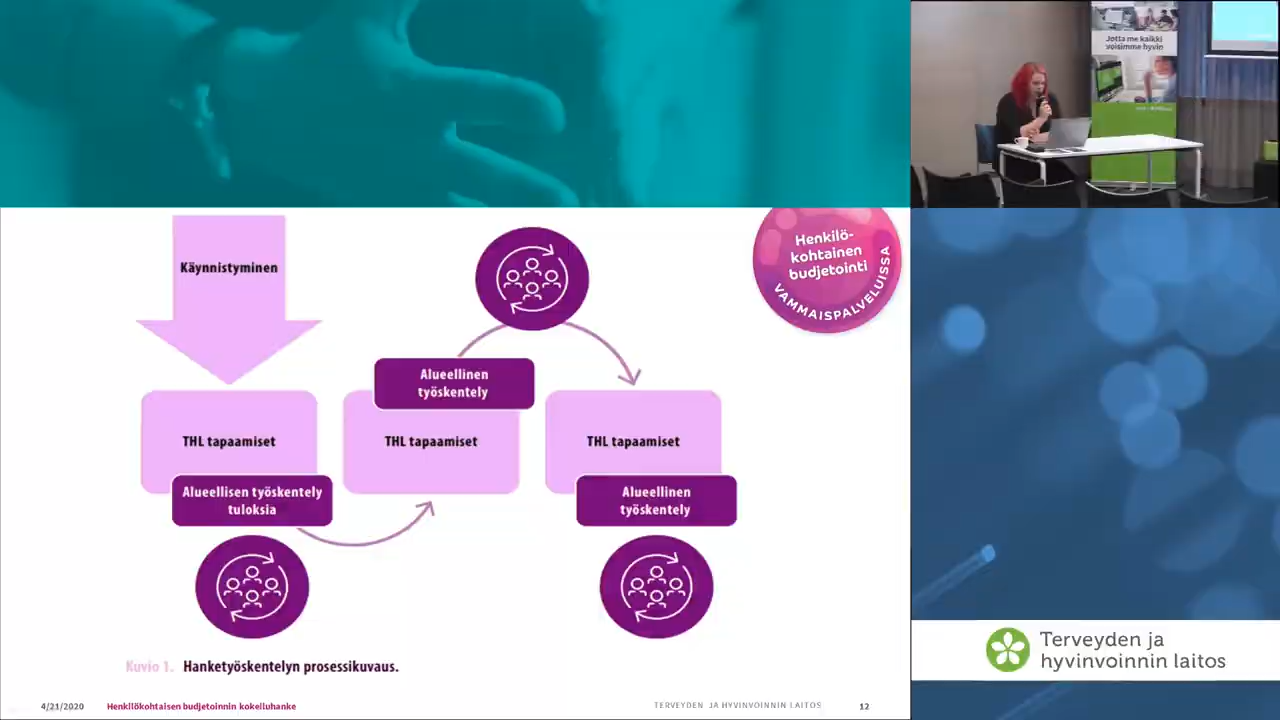 Jotta me kaikki
voisimme hyvin
Käynnistyminen
Henkilö-
kohtainen
budjetointi
VAMMAISPALVELUISSA
Alueellinen
työskentely
THL tapaamiset
THL tapaamiset
THL tapaamiset
Alueellisen työskentely
tuloksia
Alueellinen
työskentely
Kuvio 1. Hanketyöskentelyn prosessikuvaus.
Terveyden ja
hyvinvoinnin laitos
4/21/2020
Henkilökohtaisen budjetoinnin kokeiluhanke
TERVEYDEN JA HYVINVOINNIN LAITOS
12